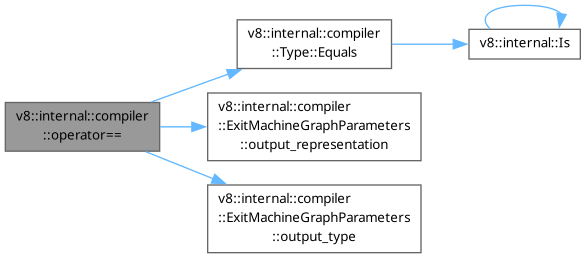 v8::internal::compiler
::operator==
v8::internal::compiler
::Type::Equals
v8::internal::Is
v8::internal::compiler
::ExitMachineGraphParameters
::output_representation
v8::internal::compiler
::ExitMachineGraphParameters
::output_type